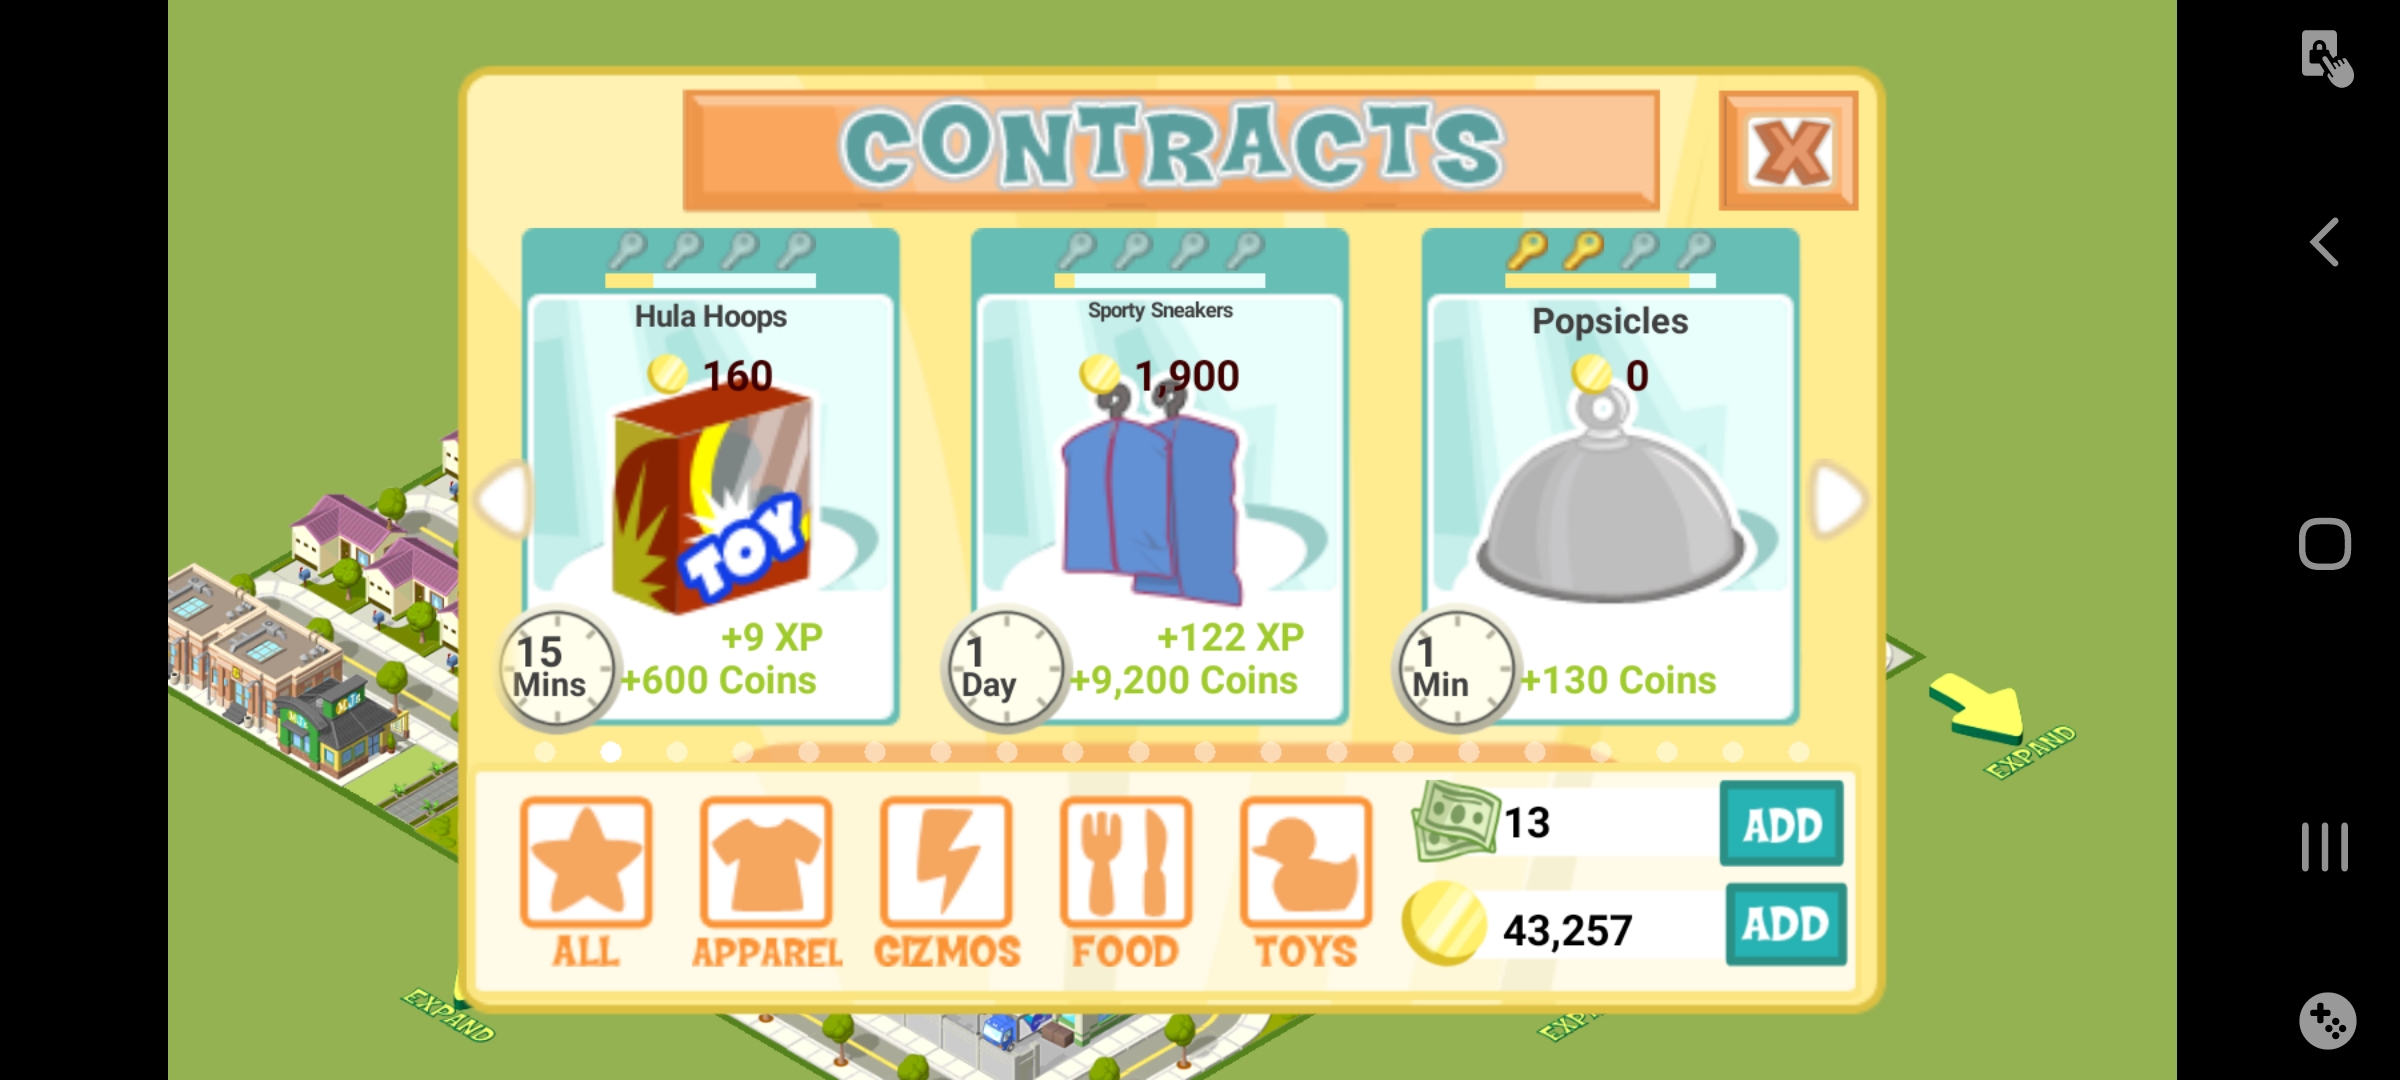 CONTRACTS
X
Hula Hoops
160
TOY
15
Mins
+9 XP
+600 Coins
Sporty Sneakers
1,900
1
Day
+122 XP
+9,200 Coins
Popsicles
0
1
Min
+130 Coins
ALL
APPAREL
GIZMOS
FOOD
TOYS
13
ADD
43,257
ADD
EXPAND
EXPAND
EXP